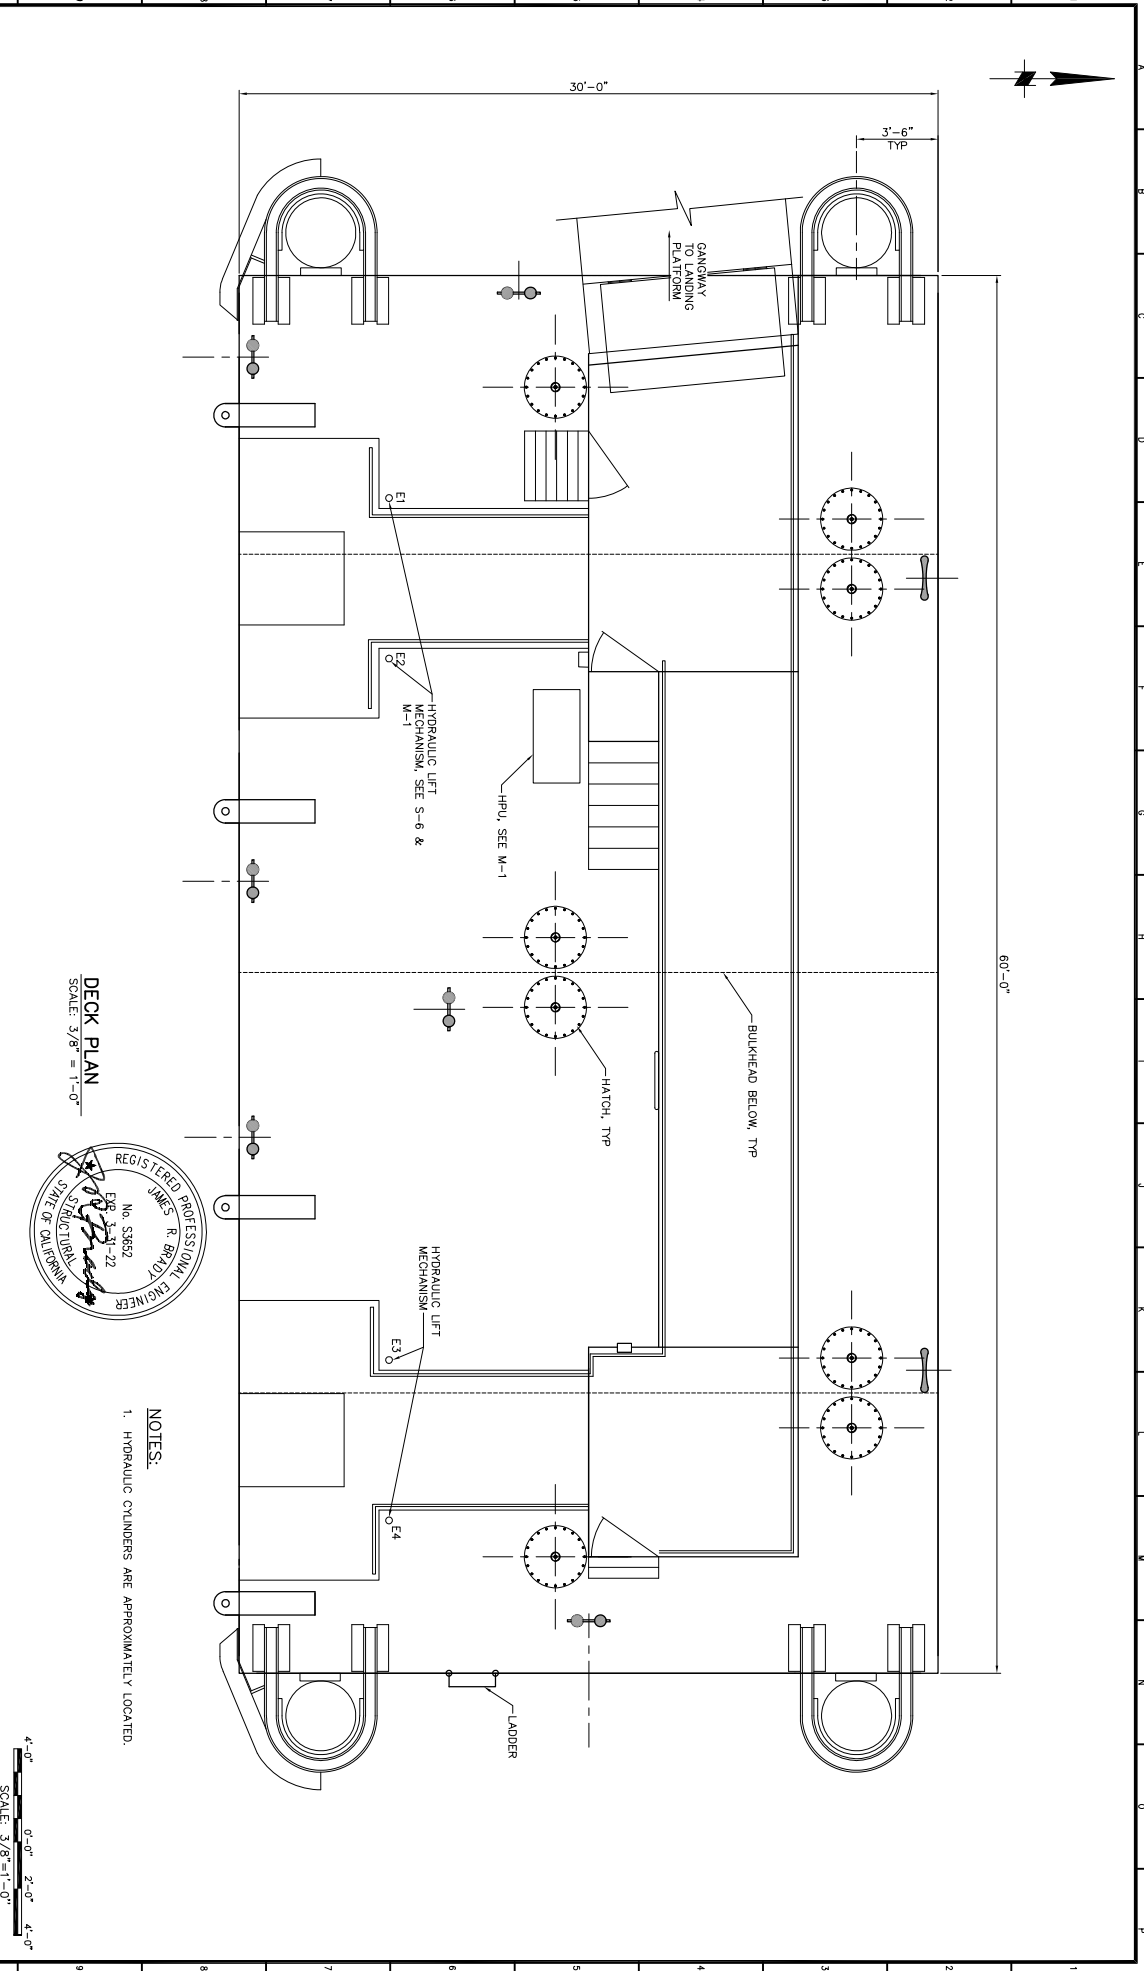 60'-0"
30'-0"
3'-6"
TYP
GANGWAY
TO LANDING
PLATFORM
BULKHEAD BELOW, TYP
HATCH, TYP
HPU, SEE M-1
HYDRAULIC LIFT
MECHANISM, SEE S-6 &
M-1
E1
E2
HYDRAULIC LIFT
MECHANISM
E3
E4
LADDER
DECK PLAN
SCALE: 3/8" = 1'-0"
REGISTERED PROFESSIONAL ENGINEER
JAMES R. BRADY
No. S3652
EXP. 3-31-22
STRUCTURAL
STATE OF CALIFORNIA
NOTES:
1. HYDRAULIC CYLINDERS ARE APPROXIMATELY LOCATED.
4'-0" 0'-0" 2'-0" 4'-0"
SCALE: 3/8"=1'-0"